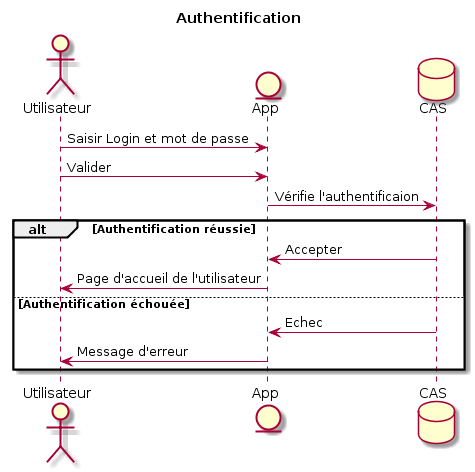 Authentification
Utilisateur App CAS
Saisir Login et mot de passe
Valider
Vérifie l'authentificaion
alt [Authentification réussie]
Accepter
Page d'accueil de l'utilisateur
[Authentification échouée]
Echec
Message d'erreur
Utilisateur App CAS